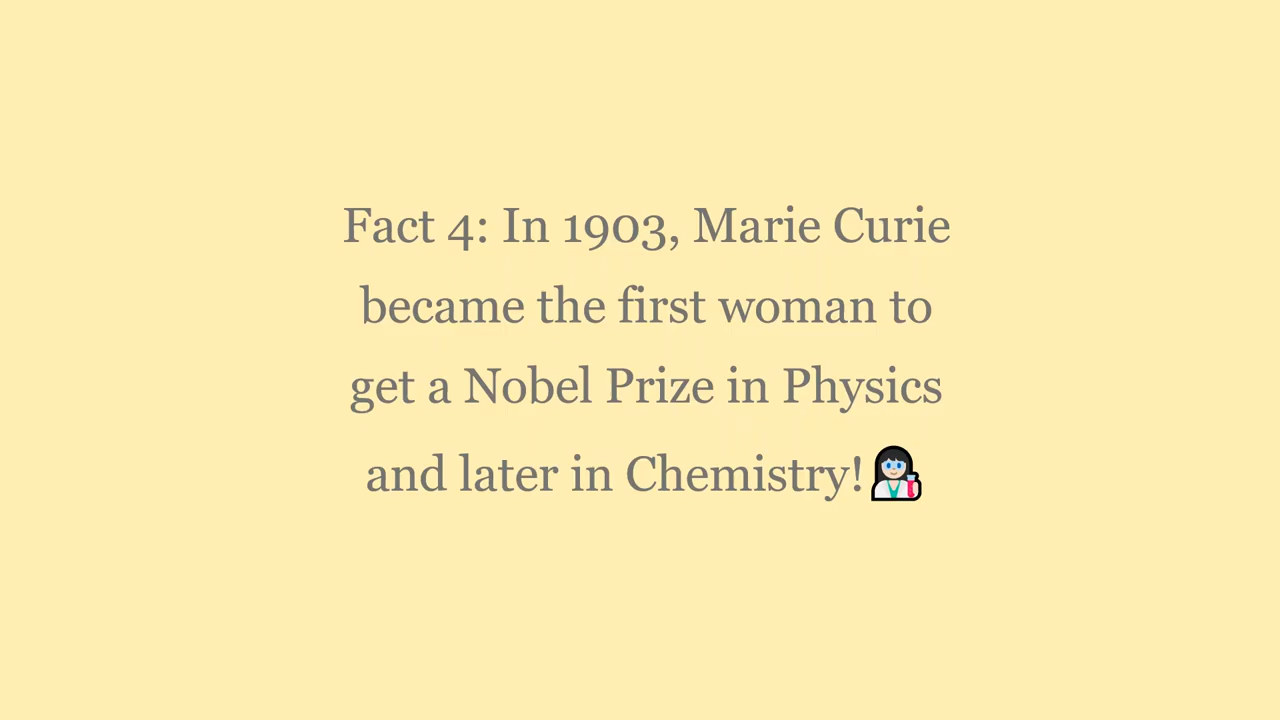 Fact 4: In 1903, Marie Curie
became the first woman to
get a Nobel Prize in Physics
and later in Chemistry!👩🏻‍🔬